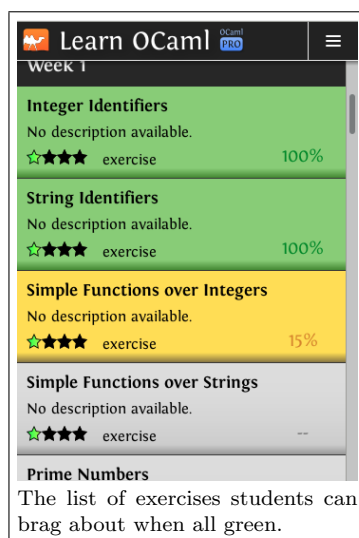 Learn OCaml OCaml PRO
Week 1
Integer Identifiers
No description available.
exercise 100%
String Identifiers
No description available.
exercise 100%
Simple Functions over Integers
No description available.
exercise 15%
Simple Functions over Strings
No description available.
exercise --
Prime Numbers
The list of exercises students can
brag about when all green.